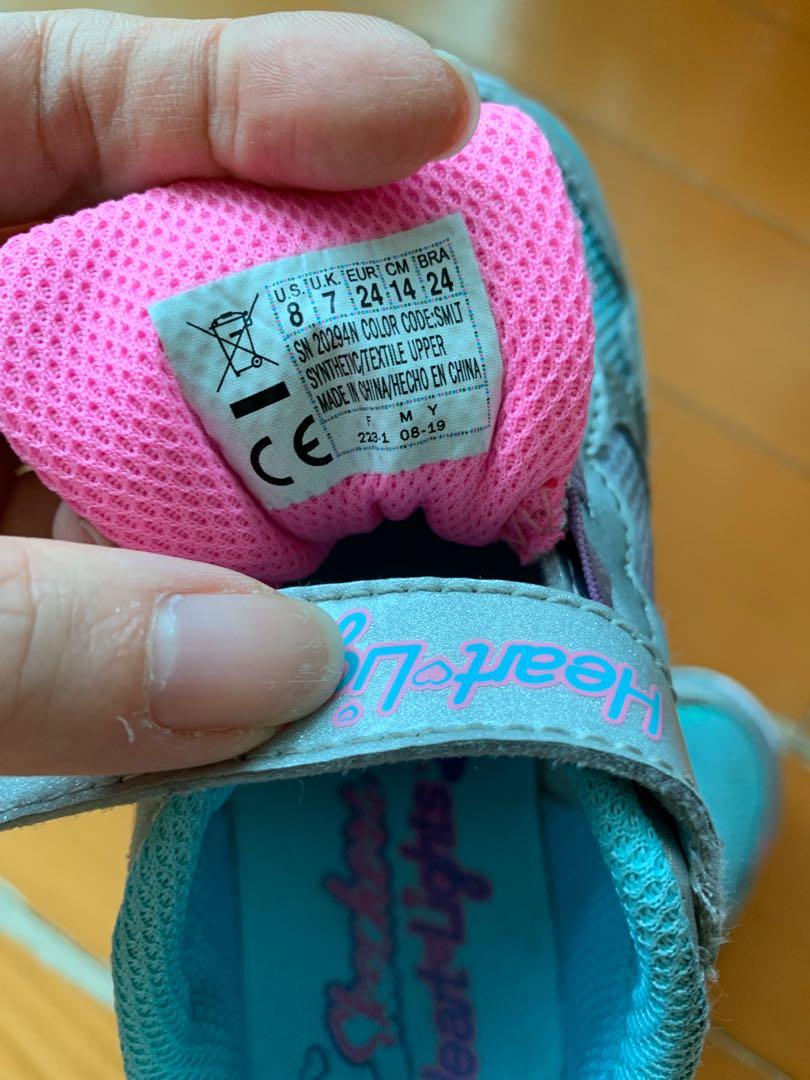 U.S. U.K. EUR CM BRA
8 7 24 14 24
SN 20294N COLOR CODE:SMLT
SYNTHETIC/TEXTILE UPPER
MADE IN CHINA/HECHO EN CHINA
F M Y
223-1 08-19
CE
Heart Lig
Skechers
Heart Lights